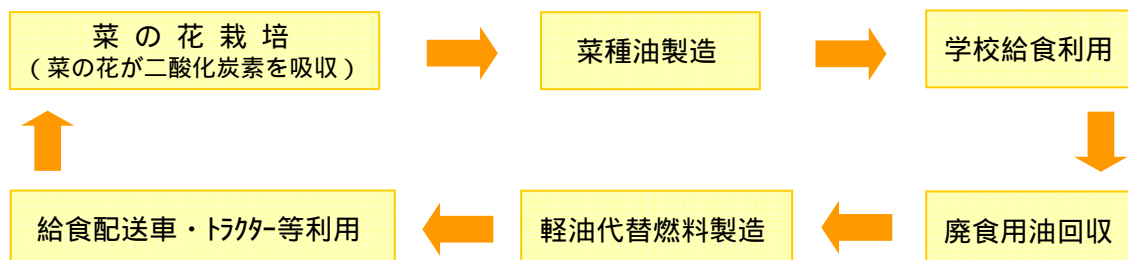 菜 の 花 栽 培
（菜の花が二酸化炭素を吸収）
菜種油製造
学校給食利用
給食配送車・ﾄﾗｸﾀｰ等利用
軽油代替燃料製造
廃食用油回収